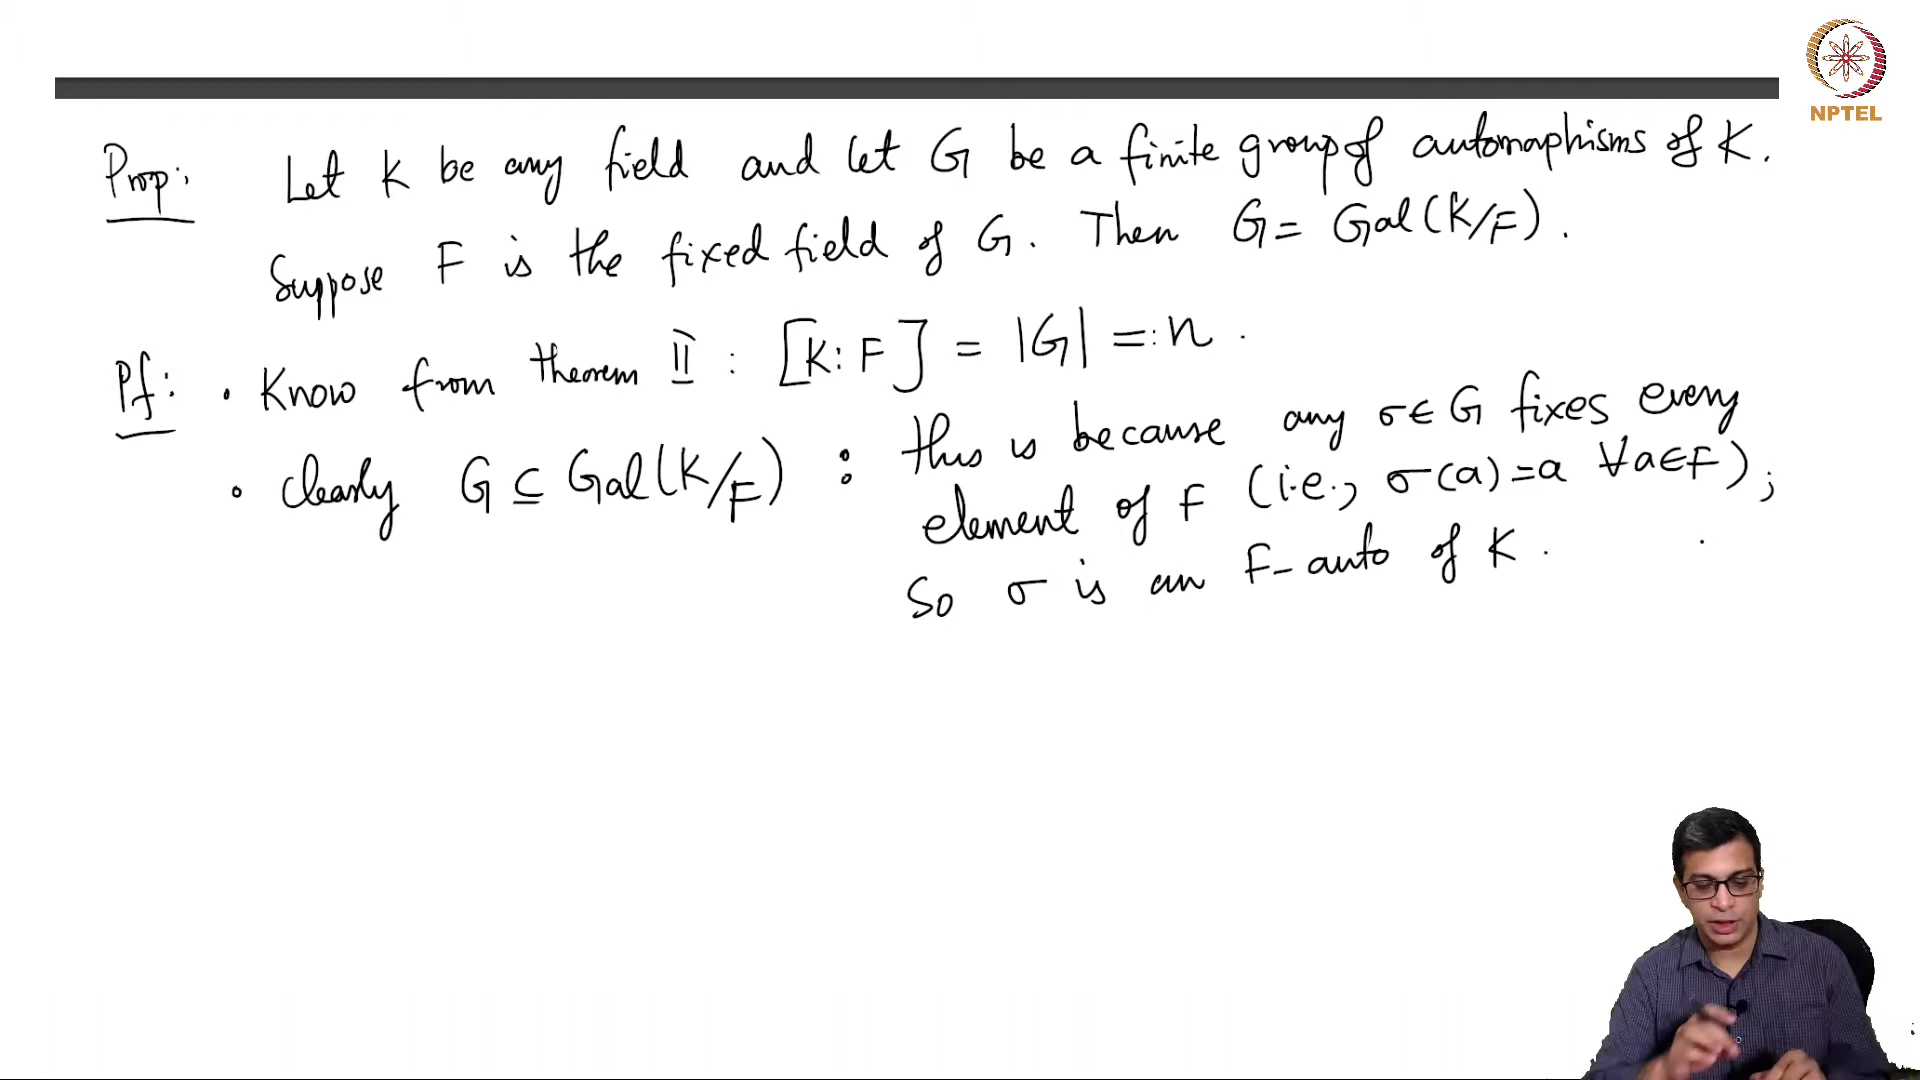 NPTEL
Prop: Let K be any field and let G be a finite group of automorphisms of K.
Suppose F is the fixed field of G. Then G = Gal(K/F).
Pf: • Know from theorem II : [K:F] = |G| =: n.
• clearly G ⊆ Gal(K/F) : this is because any σ ∈ G fixes every
element of F (i.e., σ(a)=a ∀a∈F);
So σ is an F-auto of K.